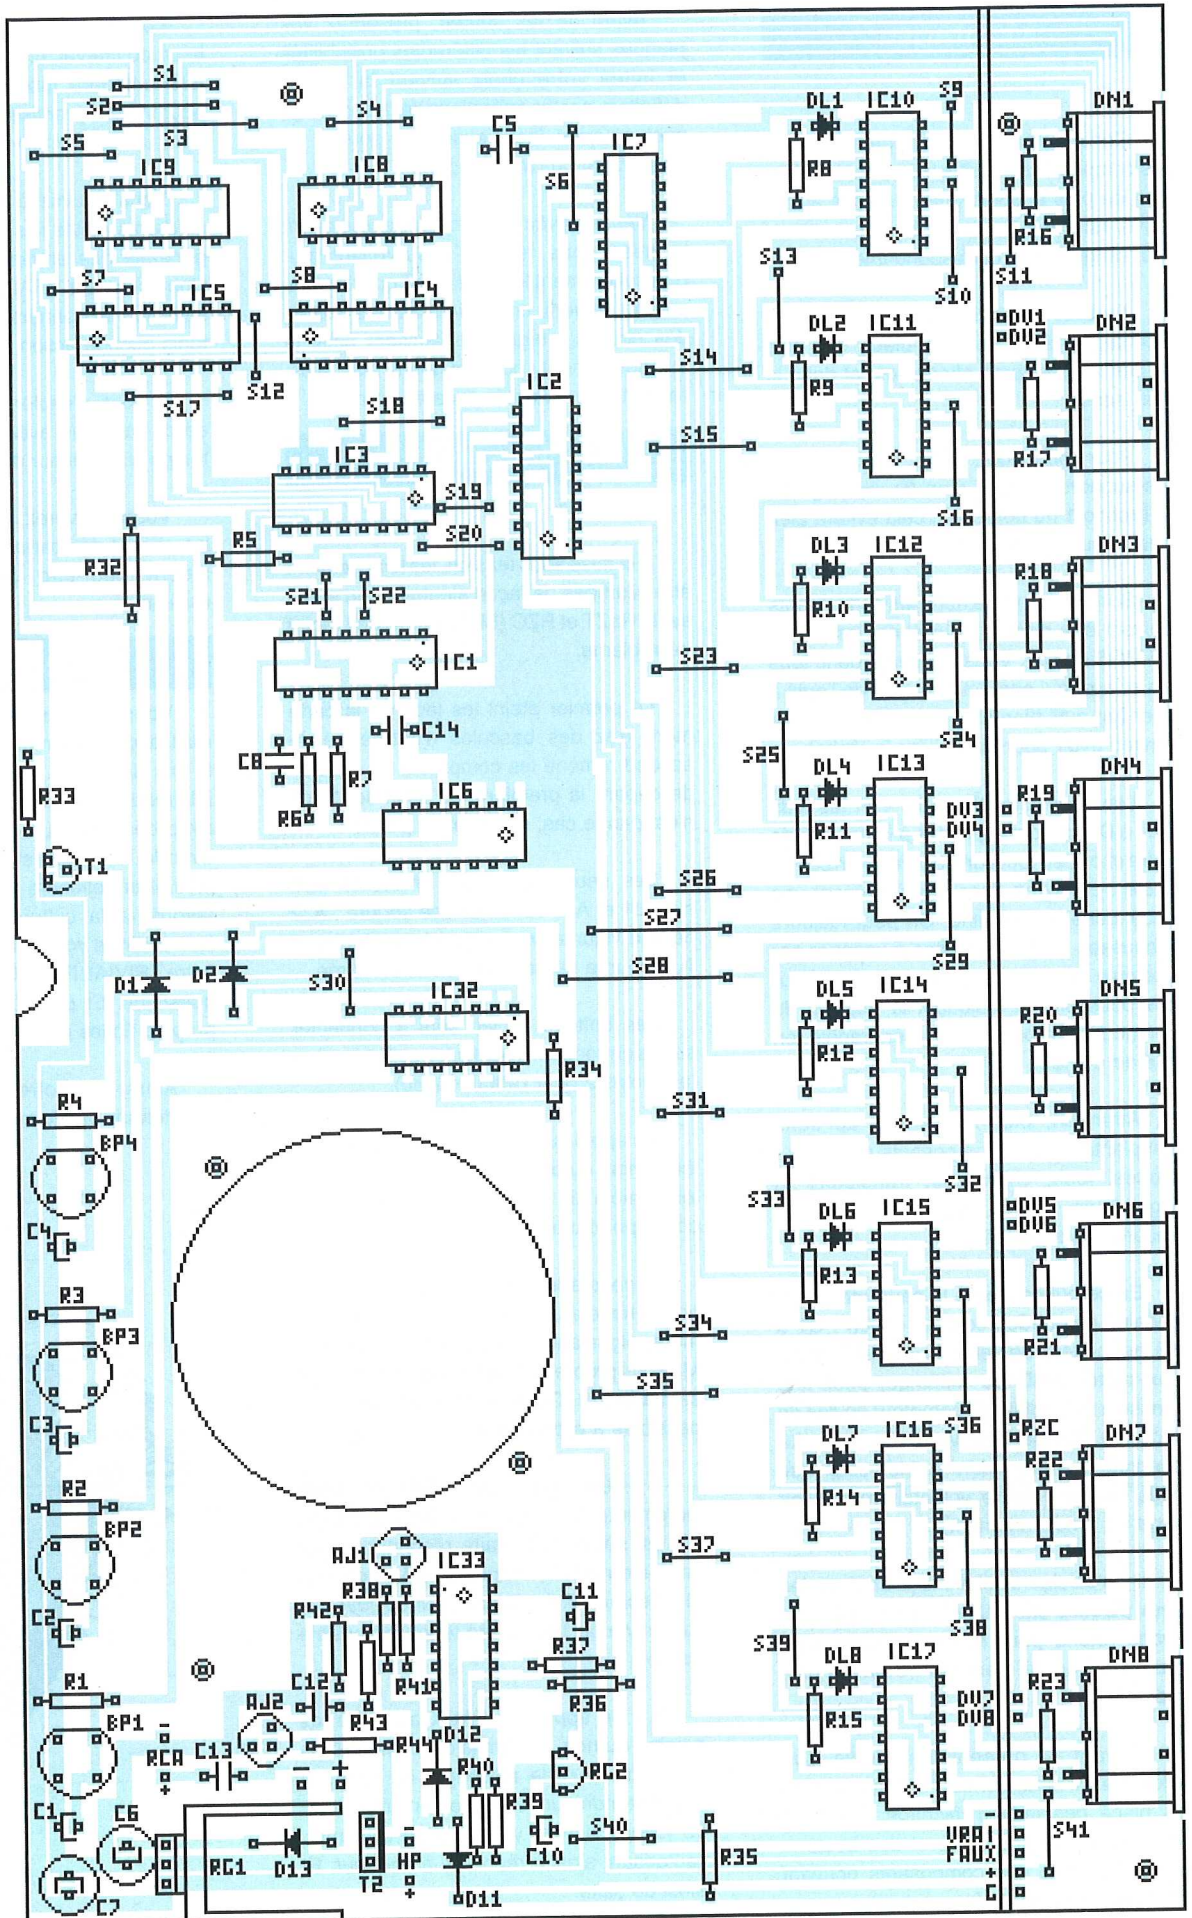 S1
S2
S3
S4
S5
C5
IC7
DL1
IC10
S9
DN1
IC9
IC8
S6
R8
R16
S11
S10
S13
S7
S8
IC5
IC4
DL2
IC11
DV1
DV2
DN2
S12
S17
S18
IC2
S14
R9
S15
R17
IC3
S19
S20
S16
R32
R5
S21
S22
DL3
IC12
DN3
R18
R10
IC1
S23
C14
S24
C8
R6
R7
IC6
S25
DL4
IC13
DV3
DV4
R19
DN4
R33
R11
T1
S26
S27
S28
S29
D1
D2
S30
IC32
DL5
IC14
DN5
R20
R12
R34
R4
BP4
S31
S32
S33
C4
DL6
IC15
DV5
DV6
DN6
R13
R3
BP3
S34
R21
S35
C3
S36
RZC
DL7
IC16
DN7
R22
R14
R2
BP2
AJ1
IC33
S37
R38
C11
R42
C2
R37
S38
S39
R41
R36
DL8
IC17
DN8
R1
C12
R23
BP1
AJ2
R43
D12
R15
DV7
DV8
-
RCA
+
C13
R44
- +
R40
RG2
R39
C1
C6
RG1
D13
T2
-
HP
+
C10
S40
R35
-
VRAI
FAUX
+
G
S41
D11
C7